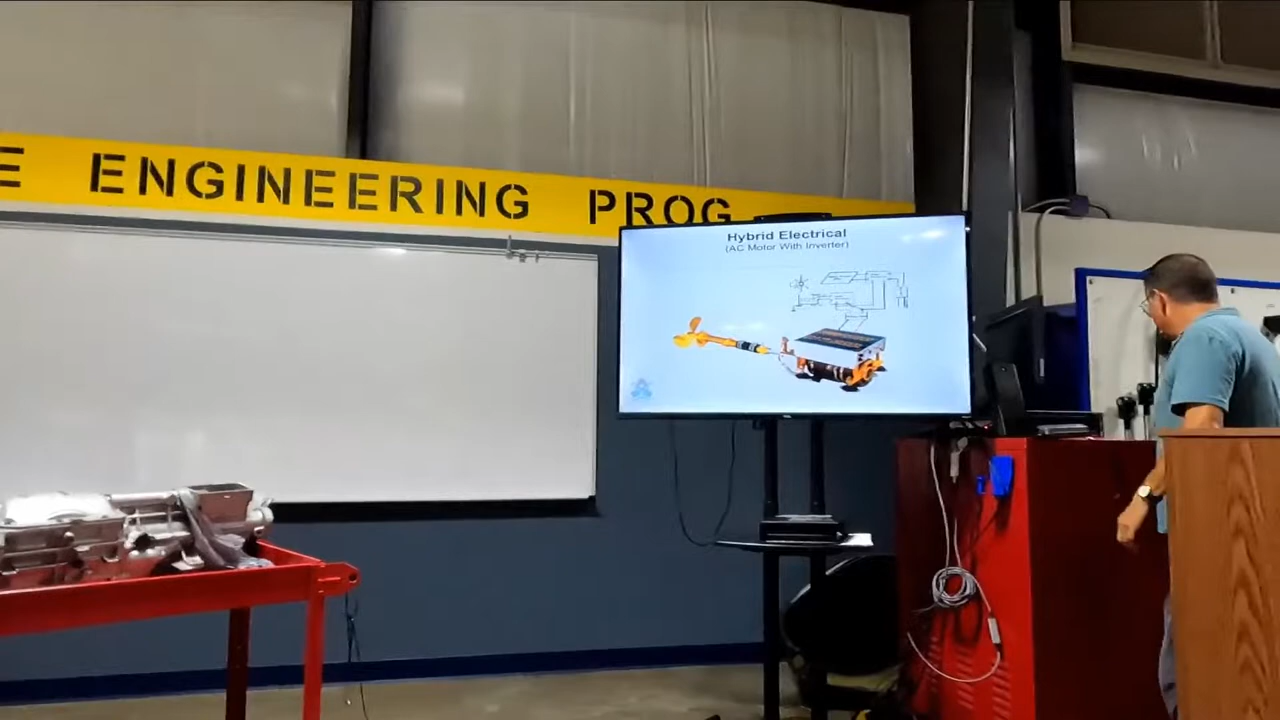 E ENGINEERING PROG
Hybrid Electrical
(AC Motor With Inverter)